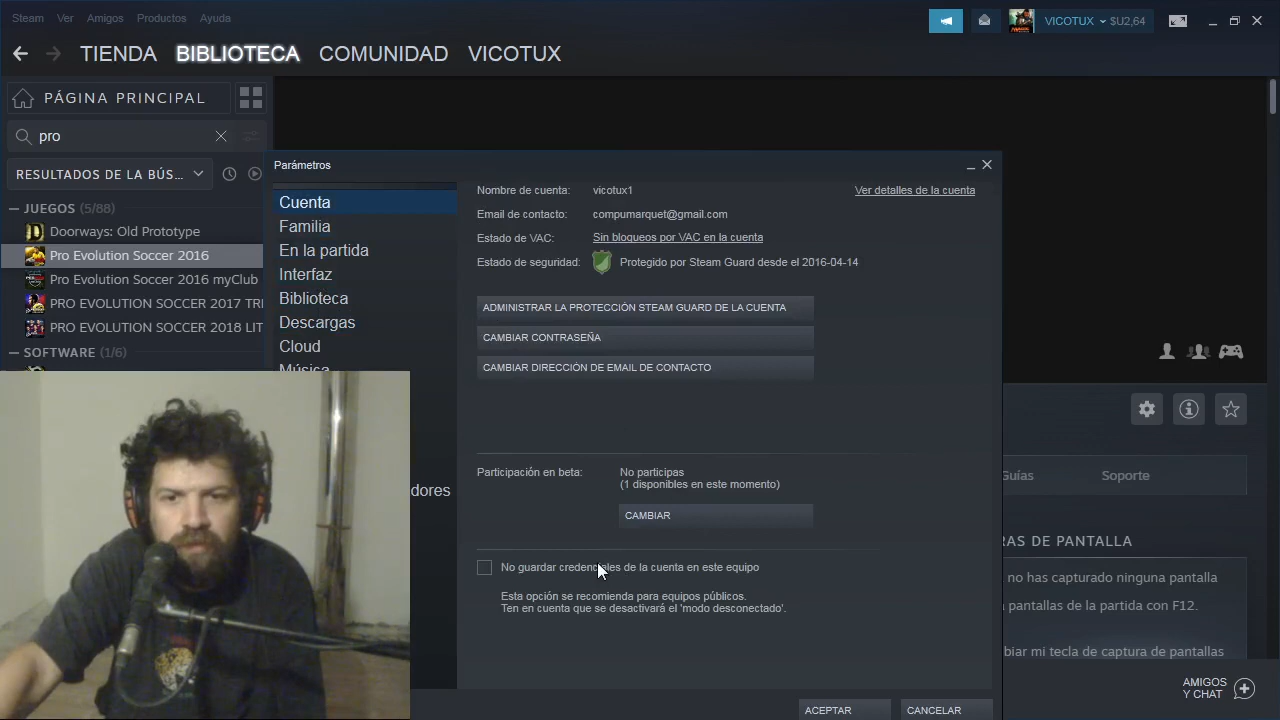 Steam Ver Amigos Productos Ayuda
VICOTUX $U2,64
TIENDA BIBLIOTECA COMUNIDAD VICOTUX
PÁGINA PRINCIPAL
pro
RESULTADOS DE LA BÚS...
JUEGOS (5/88)
Doorways: Old Prototype
Pro Evolution Soccer 2016
Pro Evolution Soccer 2016 myClub
PRO EVOLUTION SOCCER 2017 TRI
PRO EVOLUTION SOCCER 2018 LIT
SOFTWARE (1/6)
Parámetros
Cuenta
Familia
En la partida
Interfaz
Biblioteca
Descargas
Cloud
Música
dores
Nombre de cuenta: vicotux1 Ver detalles de la cuenta
Email de contacto: compumarquet@gmail.com
Estado de VAC: Sin bloqueos por VAC en la cuenta
Estado de seguridad: Protegido por Steam Guard desde el 2016-04-14
ADMINISTRAR LA PROTECCIÓN STEAM GUARD DE LA CUENTA
CAMBIAR CONTRASEÑA
CAMBIAR DIRECCIÓN DE EMAIL DE CONTACTO
Participación en beta: No participas
(1 disponibles en este momento)
CAMBIAR
No guardar credenciales de la cuenta en este equipo
Esta opción se recomienda para equipos públicos.
Ten en cuenta que se desactivará el 'modo desconectado'.
ACEPTAR CANCELAR
Guías Soporte
RAS DE PANTALLA
no has capturado ninguna pantalla
pantallas de la partida con F12.
biar mi tecla de captura de pantallas
AMIGOS
Y CHAT